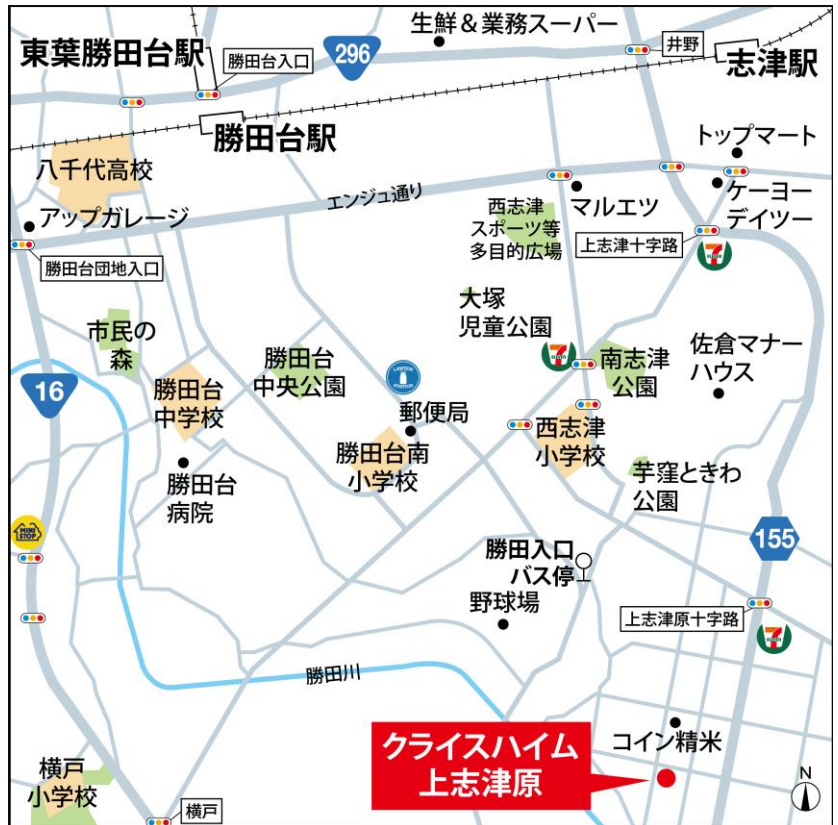 生鮮&業務スーパー
東葉勝田台駅
勝田台入口
296
井野
志津駅
勝田台駅
トップマート
八千代高校
エンジュ通り
マルエツ
ケーヨー
デイツー
アップガレージ
西志津
スポーツ等
多目的広場
上志津十字路
勝田台団地入口
7
ELEVEN
大塚
児童公園
市民の
森
勝田台
中央公園
7
ELEVEN
南志津
公園
佐倉マナー
ハウス
16
勝田台
中学校
LAWSON
STATION
郵便局
西志津
小学校
勝田台南
小学校
芋窪ときわ
公園
勝田台
病院
MINI
STOP
155
勝田入口
バス停
野球場
上志津原十字路
7
ELEVEN
勝田川
クライスハイム
上志津原
コイン精米
横戸
小学校
横戸
N